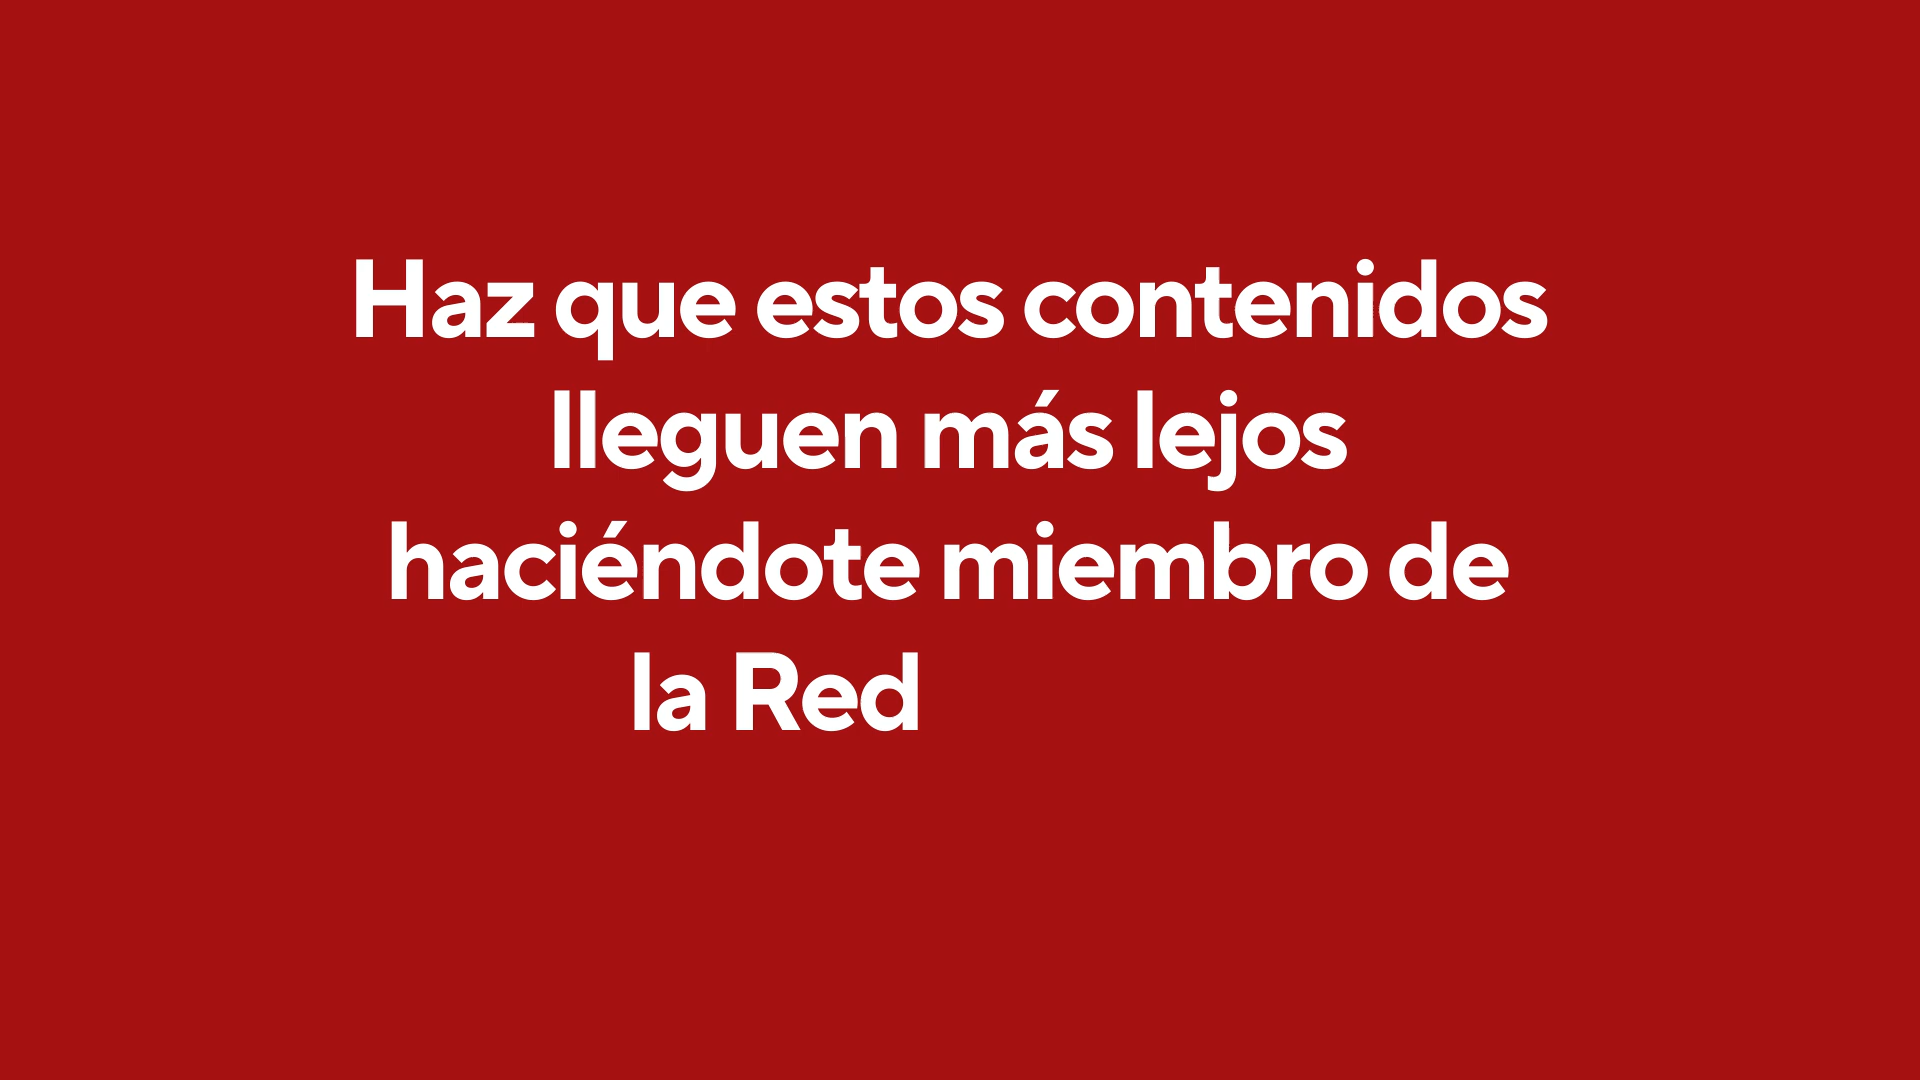 Haz que estos contenidos
lleguen más lejos
haciéndote miembro de
la Red